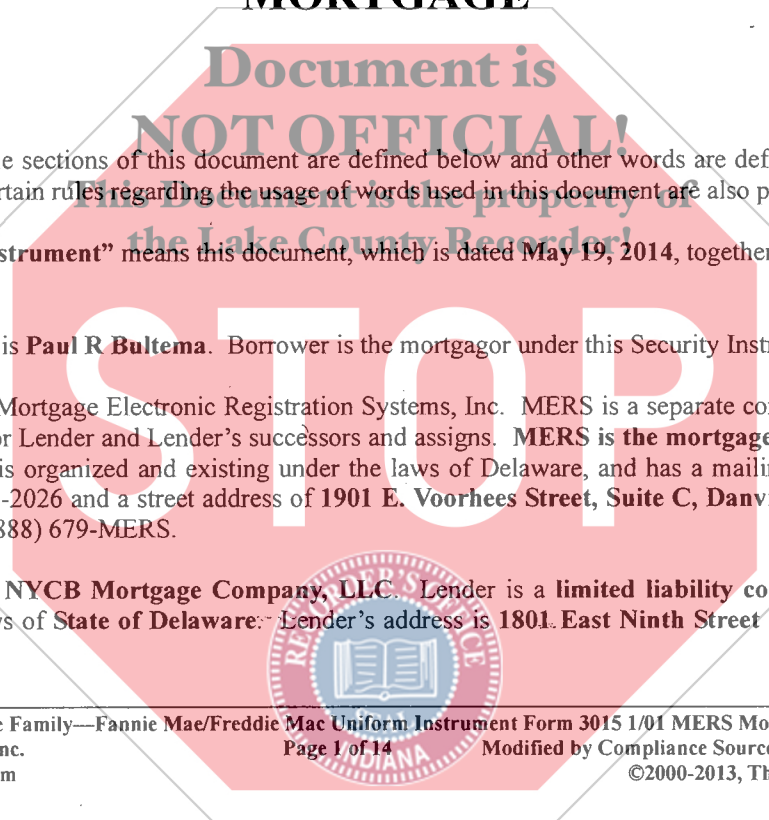 MORTGAGE
Document is
NOT OFFICIAL!
e sections of this document are defined below and other words are def
rtain rules regarding the usage of words used in this document are also p
This Document is the property of
the Lake County Recorder!
strument” means this document, which is dated May 19, 2014, together
is Paul R Bultema. Borrower is the mortgagor under this Security Inst
STOP
Mortgage Electronic Registration Systems, Inc. MERS is a separate co
or Lender and Lender’s successors and assigns. MERS is the mortgage
is organized and existing under the laws of Delaware, and has a mailin
-2026 and a street address of 1901 E. Voorhees Street, Suite C, Danv
888) 679-MERS.
NYCB Mortgage Company, LLC. Lender is a limited liability co
vs of State of Delaware. Lender’s address is 1801 East Ninth Street
RECORDER'S OFFICE
SEAL
INDIANA
e Family—Fannie Mae/Freddie Mac Uniform Instrument Form 3015 1/01 MERS Mo
nc. Page 1 of 14 Modified by Compliance Source
m ©2000-2013, Th